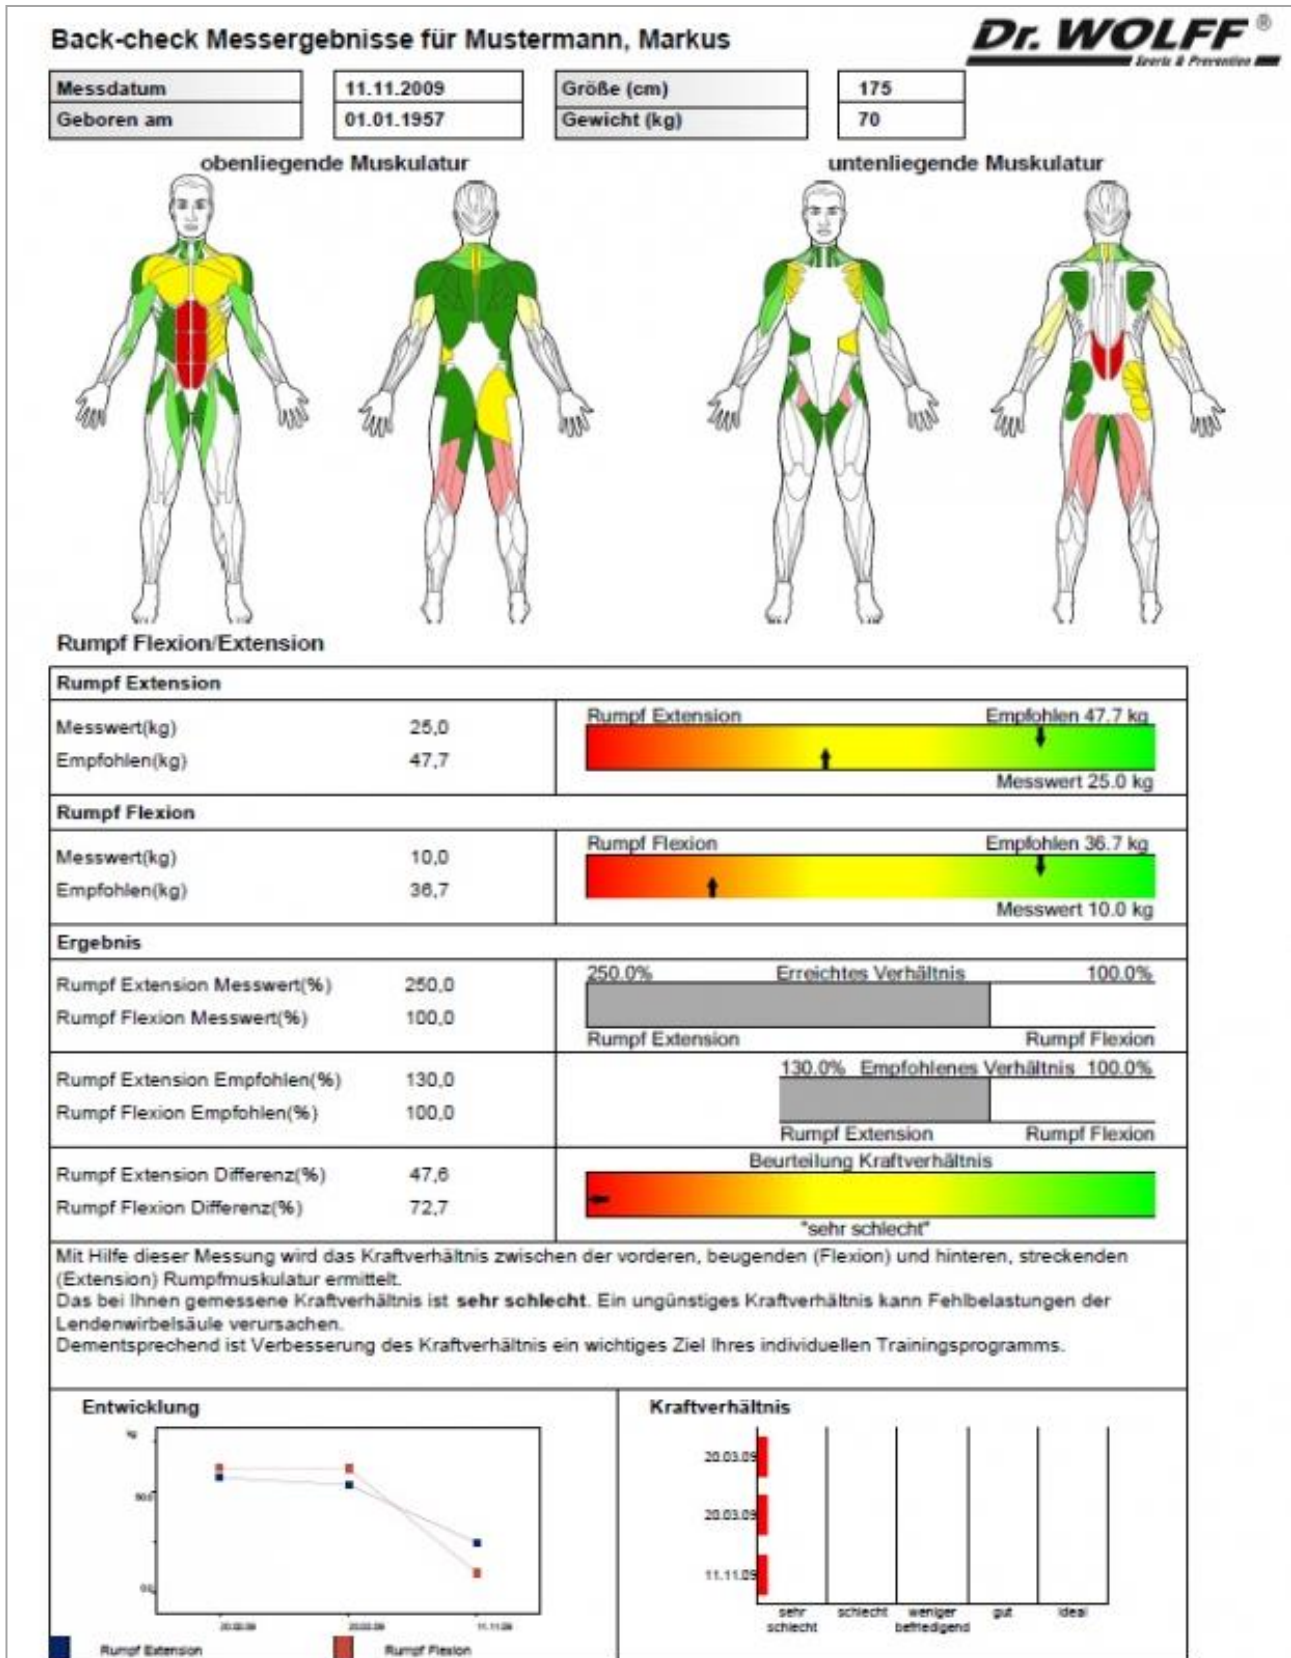 Back-check Messergebnisse für Mustermann, Markus
Dr. WOLFF ®
Sports & Prevention
Messdatum 11.11.2009 Größe (cm) 175
Geboren am 01.01.1957 Gewicht (kg) 70
obenliegende Muskulatur untenliegende Muskulatur
Rumpf Flexion/Extension
Rumpf Extension
Messwert(kg) 25,0
Empfohlen(kg) 47,7
Rumpf Extension Empfohlen 47.7 kg
Messwert 25.0 kg
Rumpf Flexion
Messwert(kg) 10,0
Empfohlen(kg) 36,7
Rumpf Flexion Empfohlen 36.7 kg
Messwert 10.0 kg
Ergebnis
Rumpf Extension Messwert(%) 250,0
Rumpf Flexion Messwert(%) 100,0
250.0% Erreichtes Verhältnis 100.0%
Rumpf Extension Rumpf Flexion
Rumpf Extension Empfohlen(%) 130,0
Rumpf Flexion Empfohlen(%) 100,0
130.0% Empfohlenes Verhältnis 100.0%
Rumpf Extension Rumpf Flexion
Rumpf Extension Differenz(%) 47,6
Rumpf Flexion Differenz(%) 72,7
Beurteilung Kraftverhältnis
"sehr schlecht"
Mit Hilfe dieser Messung wird das Kraftverhältnis zwischen der vorderen, beugenden (Flexion) und hinteren, streckenden
(Extension) Rumpfmuskulatur ermittelt.
Das bei Ihnen gemessene Kraftverhältnis ist sehr schlecht. Ein ungünstiges Kraftverhältnis kann Fehlbelastungen der
Lendenwirbelsäule verursachen.
Dementsprechend ist Verbesserung des Kraftverhältnis ein wichtiges Ziel Ihres individuellen Trainingsprogramms.
Entwicklung
11.11.09
Rumpf Extension Rumpf Flexion
Kraftverhältnis
20.03.09
20.03.09
11.11.09
sehr schlecht weniger gut ideal
schlecht befriedigend